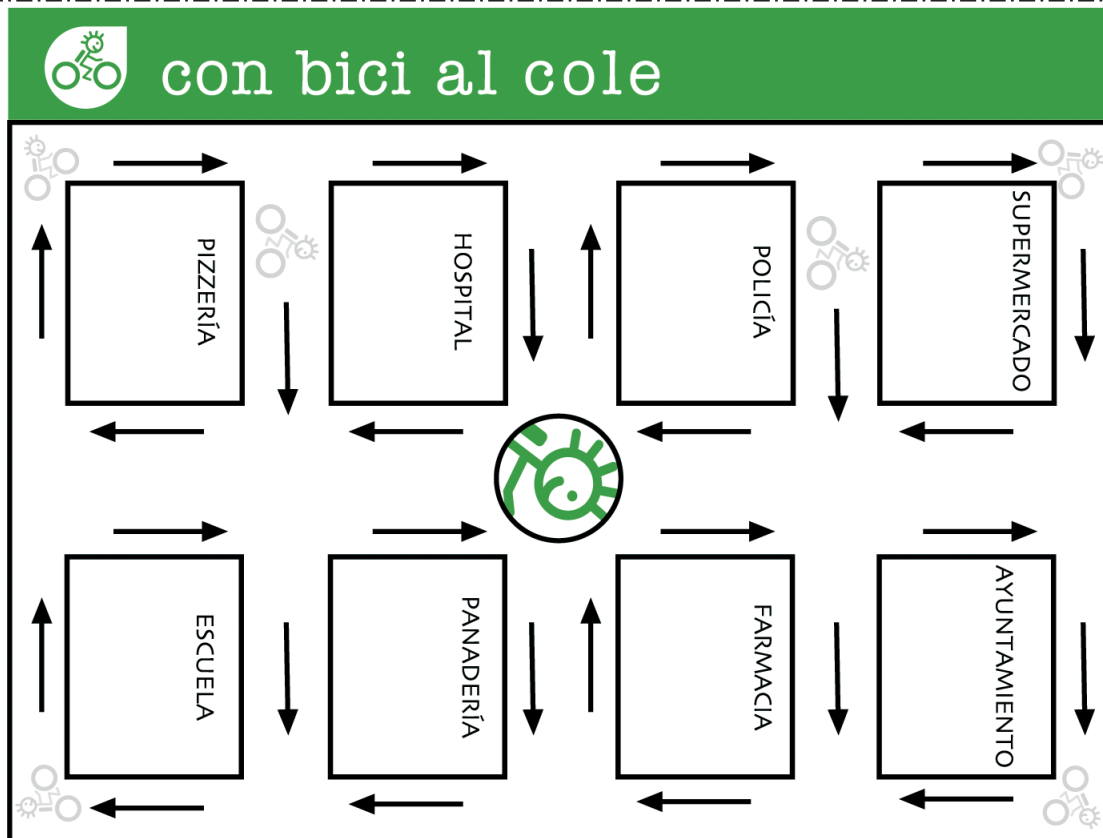 con bici al cole
PIZZERÍA
HOSPITAL
POLICÍA
SUPERMERCADO
ESCUELA
PANADERÍA
FARMACIA
AYUNTAMIENTO